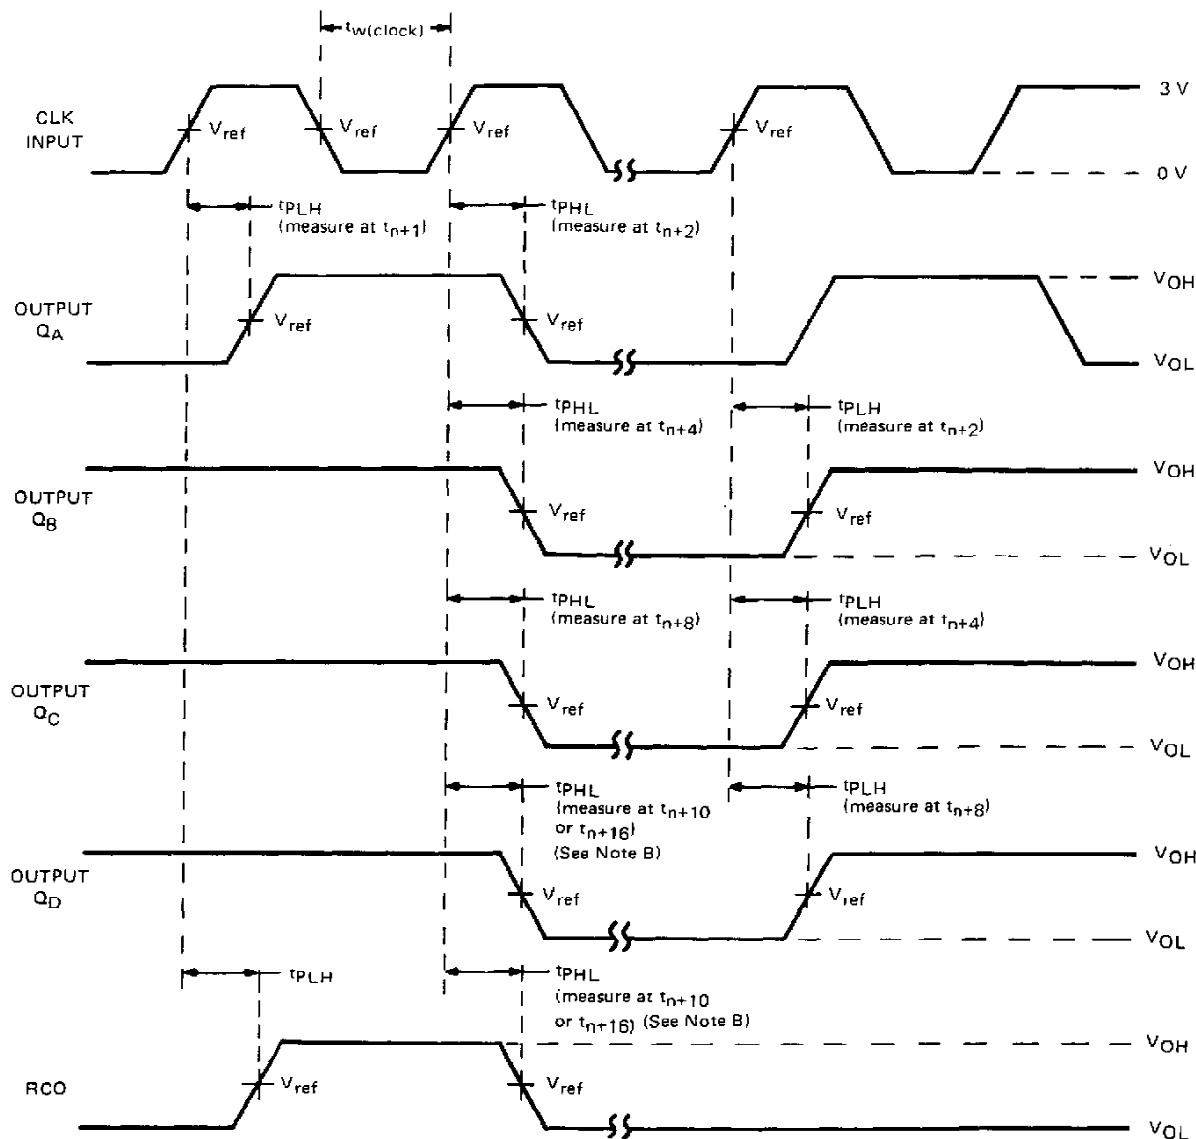 tw(clock)
3 V
CLK
INPUT
Vref
Vref
Vref
Vref
0 V
tPLH
(measure at tn+1)
tPHL
(measure at tn+2)
VOH
OUTPUT
QA
Vref
Vref
VOL
tPHL
(measure at tn+4)
tPLH
(measure at tn+2)
VOH
OUTPUT
QB
Vref
Vref
VOL
tPHL
(measure at tn+8)
tPLH
(measure at tn+4)
VOH
OUTPUT
QC
Vref
Vref
VOL
tPHL
(measure at tn+10
or tn+16)
(See Note B)
tPLH
(measure at tn+8)
VOH
OUTPUT
QD
Vref
Vref
VOL
tPLH
tPHL
(measure at tn+10
or tn+16) (See Note B)
VOH
RCO
Vref
Vref
VOL